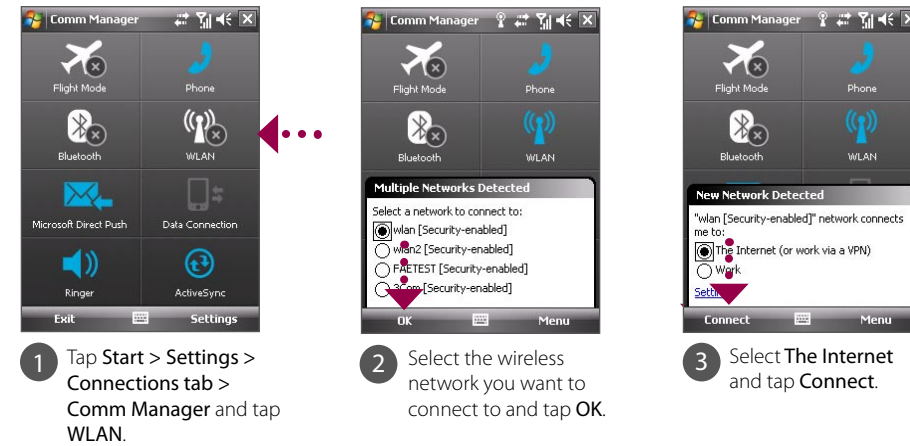 Comm Manager
Flight Mode
Phone
Bluetooth
WLAN
Microsoft Direct Push
Data Connection
Ringer
ActiveSync
Exit
Settings
1 Tap Start > Settings >
Connections tab >
Comm Manager and tap
WLAN.
Comm Manager
Flight Mode
Phone
Bluetooth
WLAN
Multiple Networks Detected
Select a network to connect to:
wlan [Security-enabled]
wlan2 [Security-enabled]
FAETEST [Security-enabled]
3Com [Security-enabled]
OK
Menu
2 Select the wireless
network you want to
connect to and tap OK.
Comm Manager
Flight Mode
Phone
Bluetooth
WLAN
New Network Detected
"wlan [Security-enabled]" network connects
me to:
The Internet (or work via a VPN)
Work
Connect
Menu
3 Select The Internet
and tap Connect.